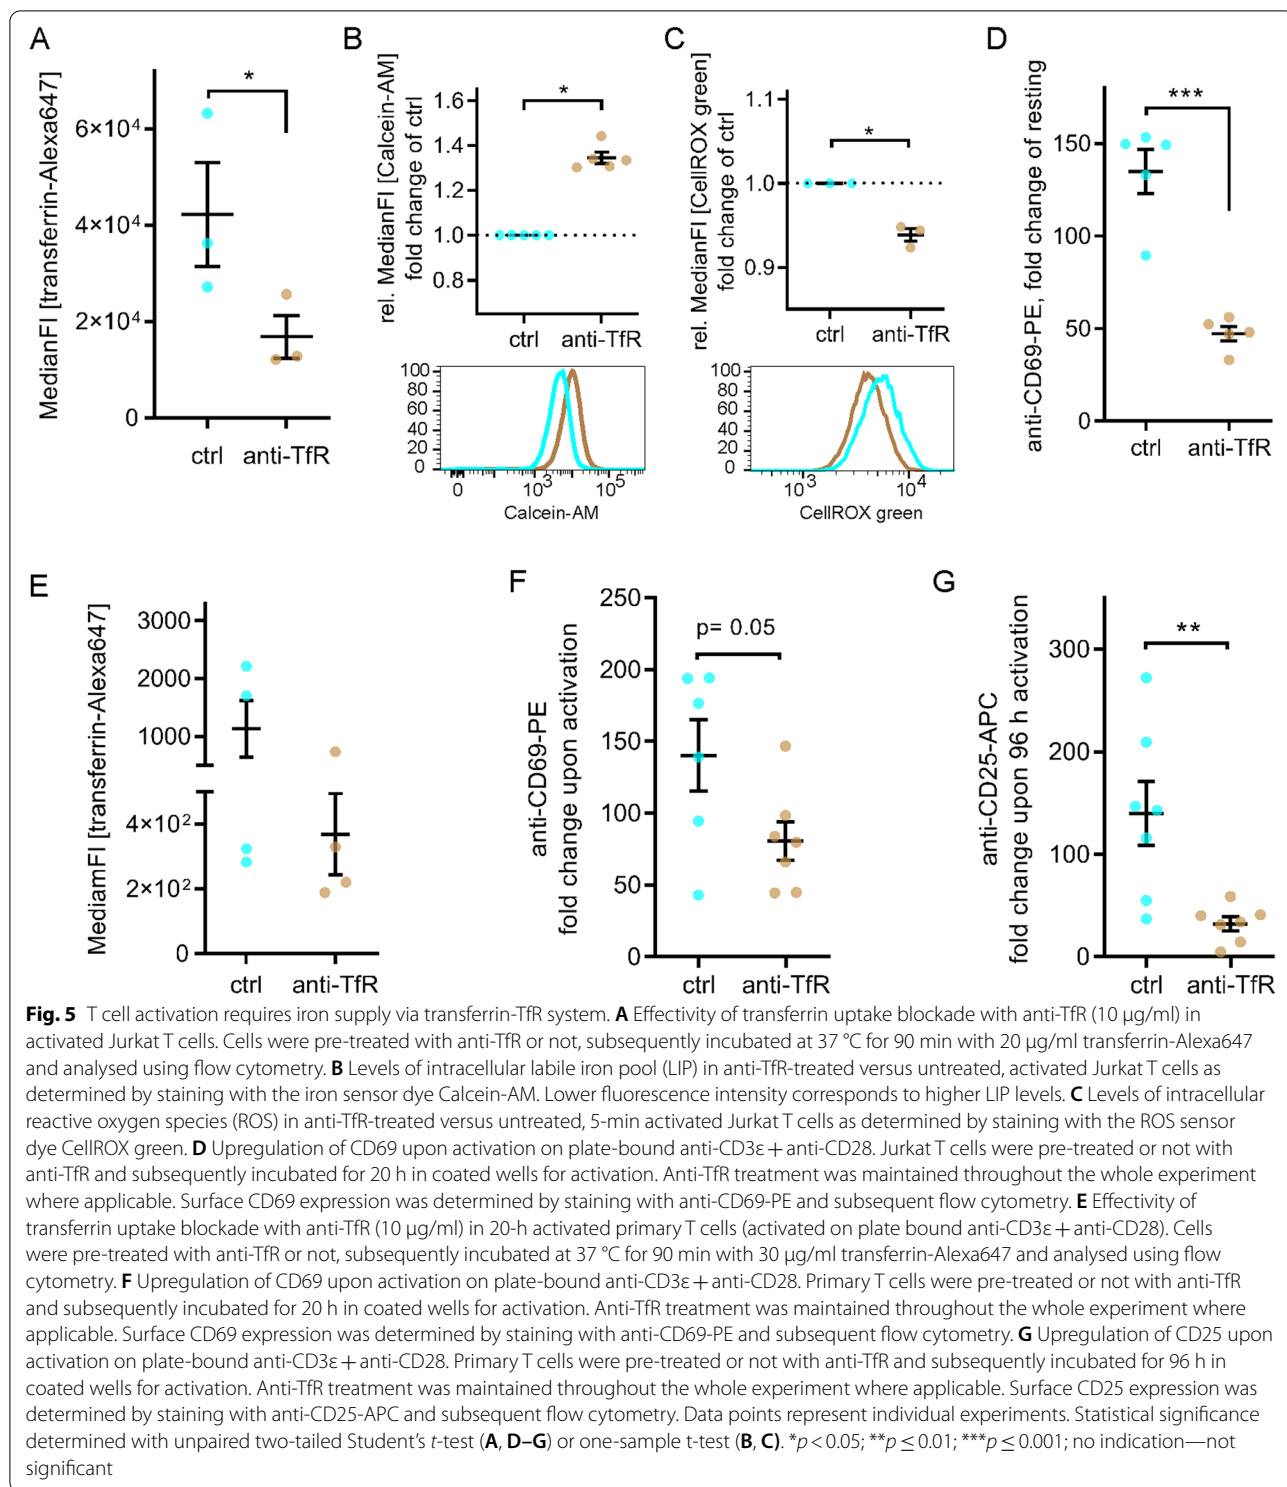 A
MedianFI [transferrin-Alexa647]
6×10⁴
4×10⁴
2×10⁴
0
*
ctrl
anti-TfR
B
rel. MedianFI [Calcein-AM]
fold change of ctrl
1.6
1.4
1.2
1.0
0.8
*
ctrl
anti-TfR
100
80
60
40
20
0
0
10³
10⁵
Calcein-AM
C
rel. MedianFI [CellROX green]
fold change of ctrl
1.1
1.0
0.9
*
ctrl
anti-TfR
100
80
60
40
20
0
10³
10⁴
CellROX green
D
anti-CD69-PE, fold change of resting
150
100
50
0
***
ctrl
anti-TfR
E
MediamFI [transferrin-Alexa647]
3000
2000
1000
4×10²
2×10²
0
ctrl
anti-TfR
F
anti-CD69-PE
fold change upon activation
250
200
150
100
50
0
p= 0.05
ctrl
anti-TfR
G
anti-CD25-APC
fold change upon 96 h activation
300
200
100
0
**
ctrl
anti-TfR
Fig. 5 T cell activation requires iron supply via transferrin-TfR system. A Effectivity of transferrin uptake blockade with anti-TfR (10 µg/ml) in
activated Jurkat T cells. Cells were pre-treated with anti-TfR or not, subsequently incubated at 37 °C for 90 min with 20 µg/ml transferrin-Alexa647
and analysed using flow cytometry. B Levels of intracellular labile iron pool (LIP) in anti-TfR-treated versus untreated, activated Jurkat T cells as
determined by staining with the iron sensor dye Calcein-AM. Lower fluorescence intensity corresponds to higher LIP levels. C Levels of intracellular
reactive oxygen species (ROS) in anti-TfR-treated versus untreated, 5-min activated Jurkat T cells as determined by staining with the ROS sensor
dye CellROX green. D Upregulation of CD69 upon activation on plate-bound anti-CD3ε + anti-CD28. Jurkat T cells were pre-treated or not with
anti-TfR and subsequently incubated for 20 h in coated wells for activation. Anti-TfR treatment was maintained throughout the whole experiment
where applicable. Surface CD69 expression was determined by staining with anti-CD69-PE and subsequent flow cytometry. E Effectivity of
transferrin uptake blockade with anti-TfR (10 µg/ml) in 20-h activated primary T cells (activated on plate bound anti-CD3ε + anti-CD28). Cells
were pre-treated with anti-TfR or not, subsequently incubated at 37 °C for 90 min with 30 µg/ml transferrin-Alexa647 and analysed using flow
cytometry. F Upregulation of CD69 upon activation on plate-bound anti-CD3ε + anti-CD28. Primary T cells were pre-treated or not with anti-TfR
and subsequently incubated for 20 h in coated wells for activation. Anti-TfR treatment was maintained throughout the whole experiment where
applicable. Surface CD69 expression was determined by staining with anti-CD69-PE and subsequent flow cytometry. G Upregulation of CD25 upon
activation on plate-bound anti-CD3ε + anti-CD28. Primary T cells were pre-treated or not with anti-TfR and subsequently incubated for 96 h in
coated wells for activation. Anti-TfR treatment was maintained throughout the whole experiment where applicable. Surface CD25 expression was
determined by staining with anti-CD25-APC and subsequent flow cytometry. Data points represent individual experiments. Statistical significance
determined with unpaired two-tailed Student's t-test (A, D–G) or one-sample t-test (B, C). *p < 0.05; **p ≤ 0.01; ***p ≤ 0.001; no indication—not
significant